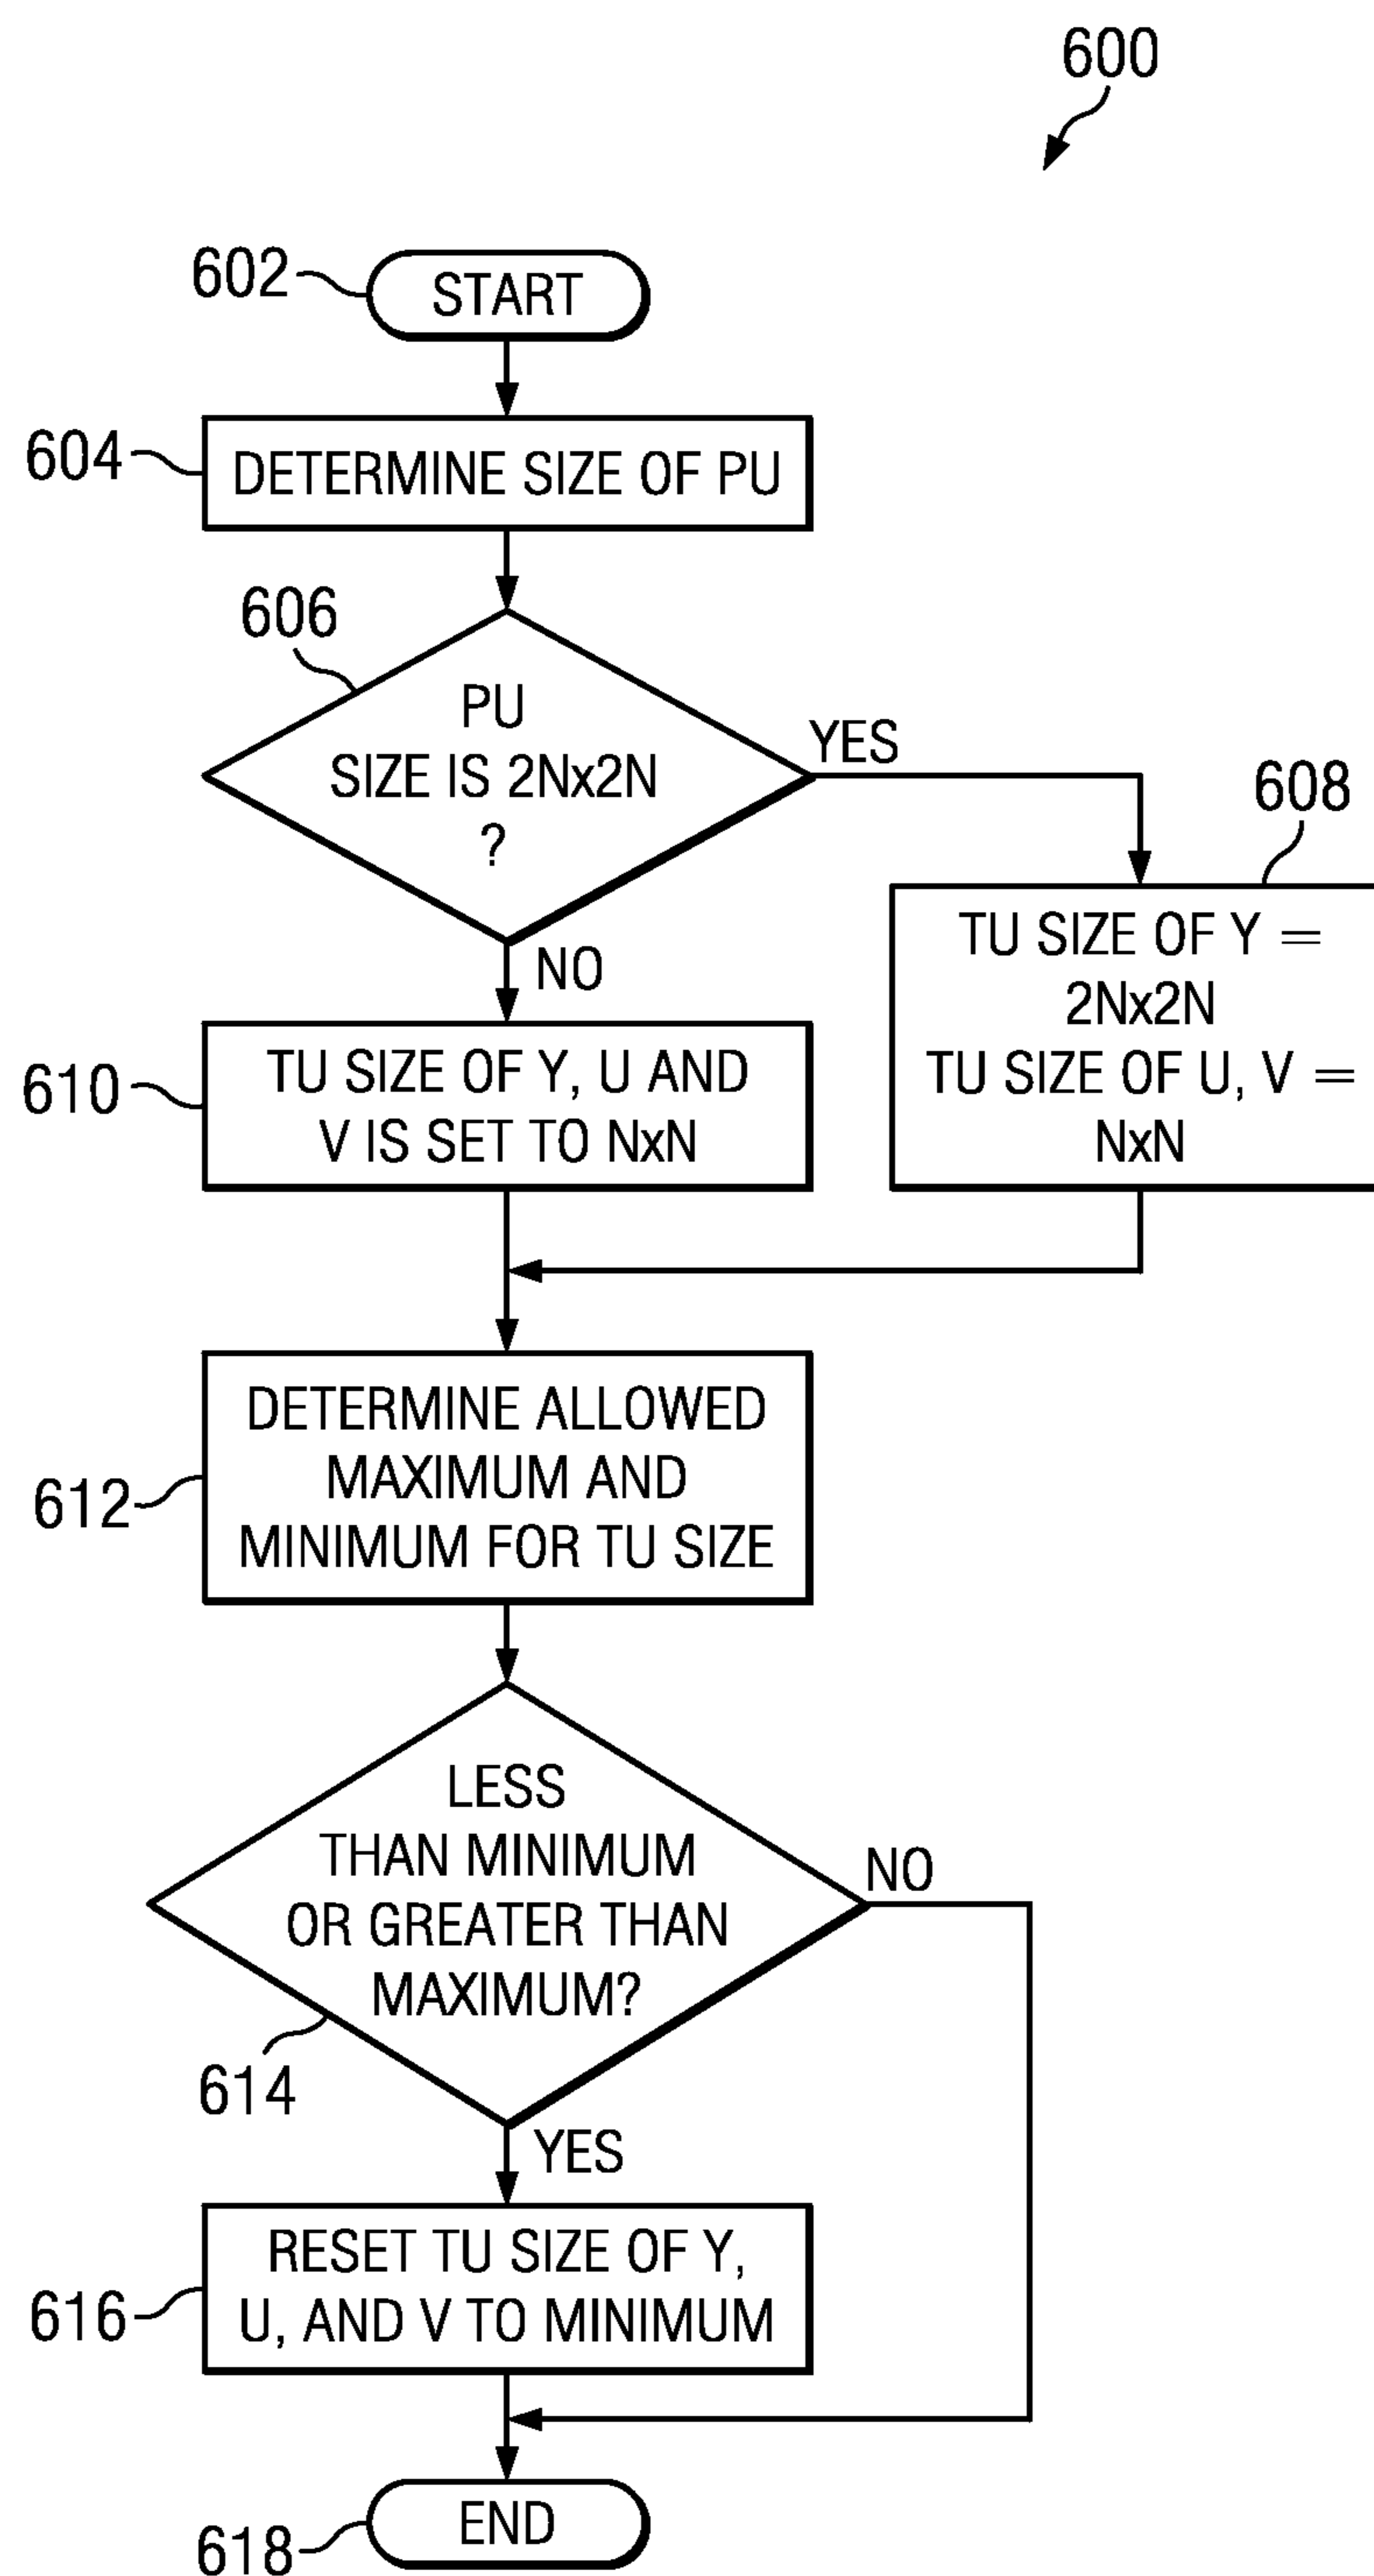 600
602
START
604
DETERMINE SIZE OF PU
606
PU
SIZE IS 2Nx2N
?
YES
608
TU SIZE OF Y =
2Nx2N
TU SIZE OF U, V =
NxN
NO
610
TU SIZE OF Y, U AND
V IS SET TO NxN
612
DETERMINE ALLOWED
MAXIMUM AND
MINIMUM FOR TU SIZE
LESS
THAN MINIMUM
OR GREATER THAN
MAXIMUM?
NO
614
YES
616
RESET TU SIZE OF Y,
U, AND V TO MINIMUM
618
END